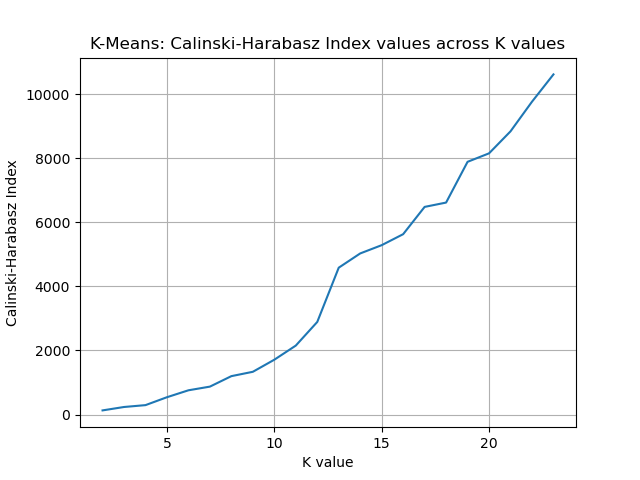 K-Means: Calinski-Harabasz Index values across K values
10000
8000
6000
4000
2000
0
Calinski-Harabasz Index
5 10 15 20
K value